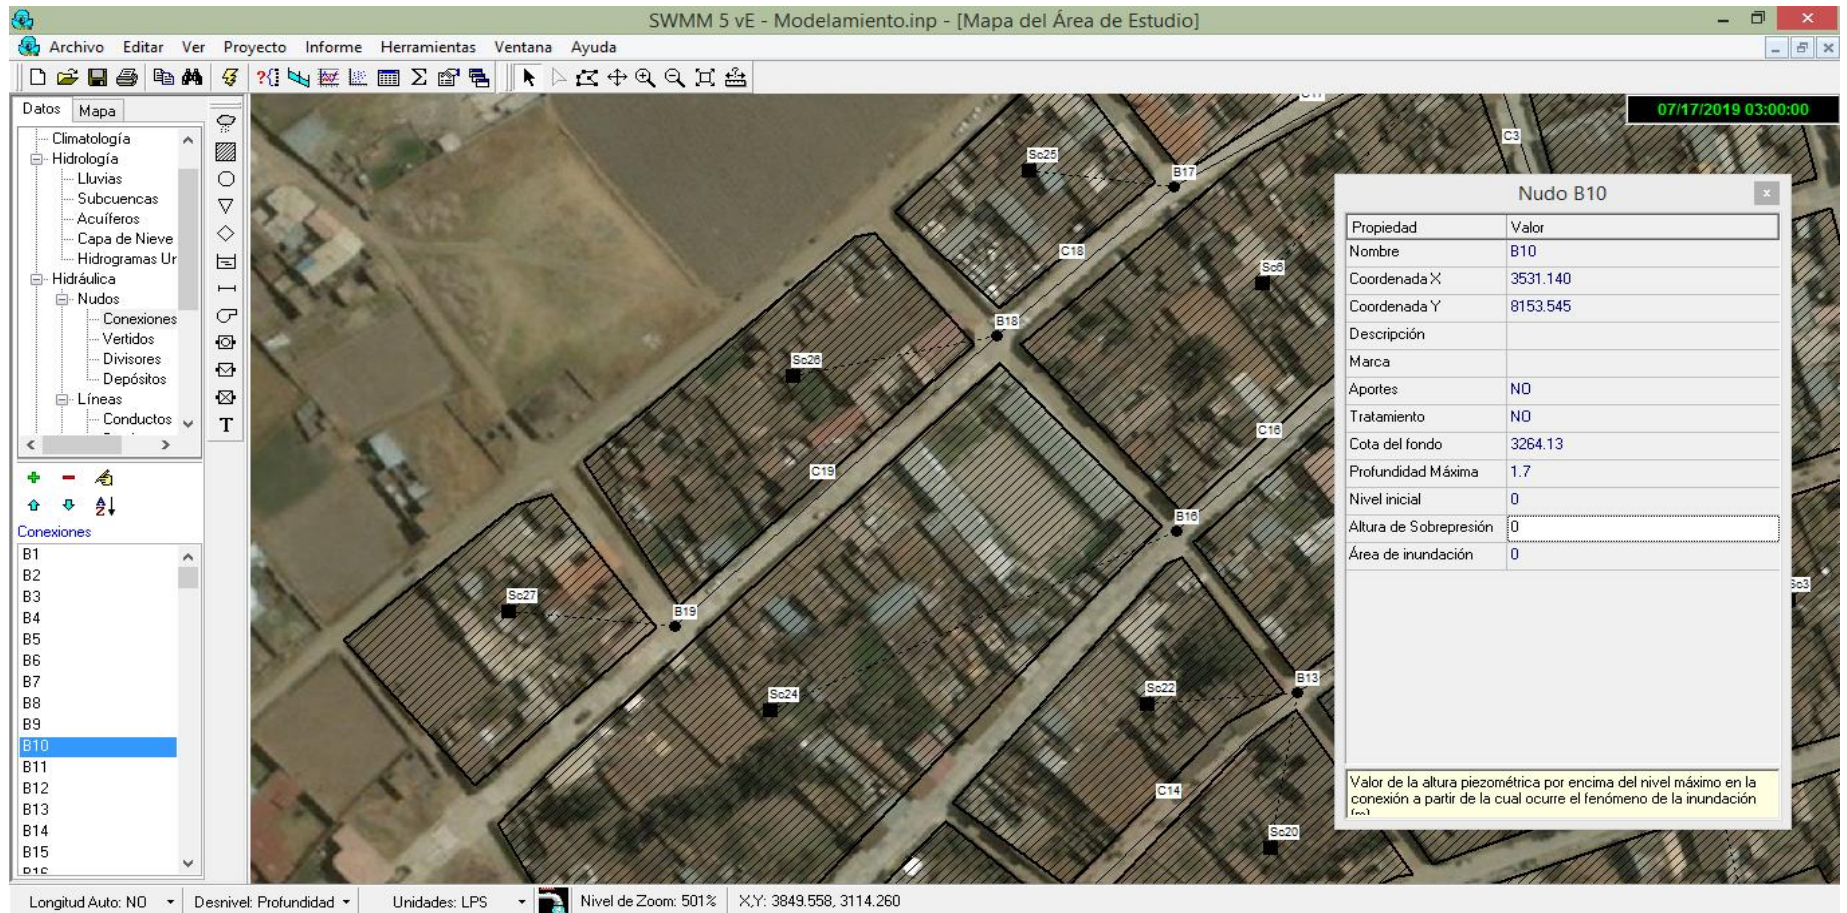 SWMM 5 vE - Modelamiento.inp - [Mapa del Área de Estudio]
Archivo Editar Ver Proyecto Informe Herramientas Ventana Ayuda
Datos Mapa
Climatología
Hidrología
Lluvias
Subcuencas
Acuíferos
Capa de Nieve
Hidrogramas Ur
Hidráulica
Nudos
Conexiones
Vertidos
Divisores
Depósitos
Líneas
Conductos
T
Conexiones
B1
B2
B3
B4
B5
B6
B7
B8
B9
B10
B11
B12
B13
B14
B15
B16
07/17/2019 03:00:00
C17
C3
Sc25
B17
C18
Sc6
B18
Sc26
C16
C19
B16
Sc27
B19
Sc3
Sc24
Sc22
B13
C14
Sc20
Nudo B10
Propiedad Valor
Nombre B10
Coordenada X 3531.140
Coordenada Y 8153.545
Descripción
Marca
Aportes NO
Tratamiento NO
Cota del fondo 3264.13
Profundidad Máxima 1.7
Nivel inicial 0
Altura de Sobrepresión 0
Área de inundación 0
Valor de la altura piezométrica por encima del nivel máximo en la
conexión a partir de la cual ocurre el fenómeno de la inundación
[m]
Longitud Auto: NO Desnivel: Profundidad Unidades: LPS Nivel de Zoom: 501% X,Y: 3849.558, 3114.260